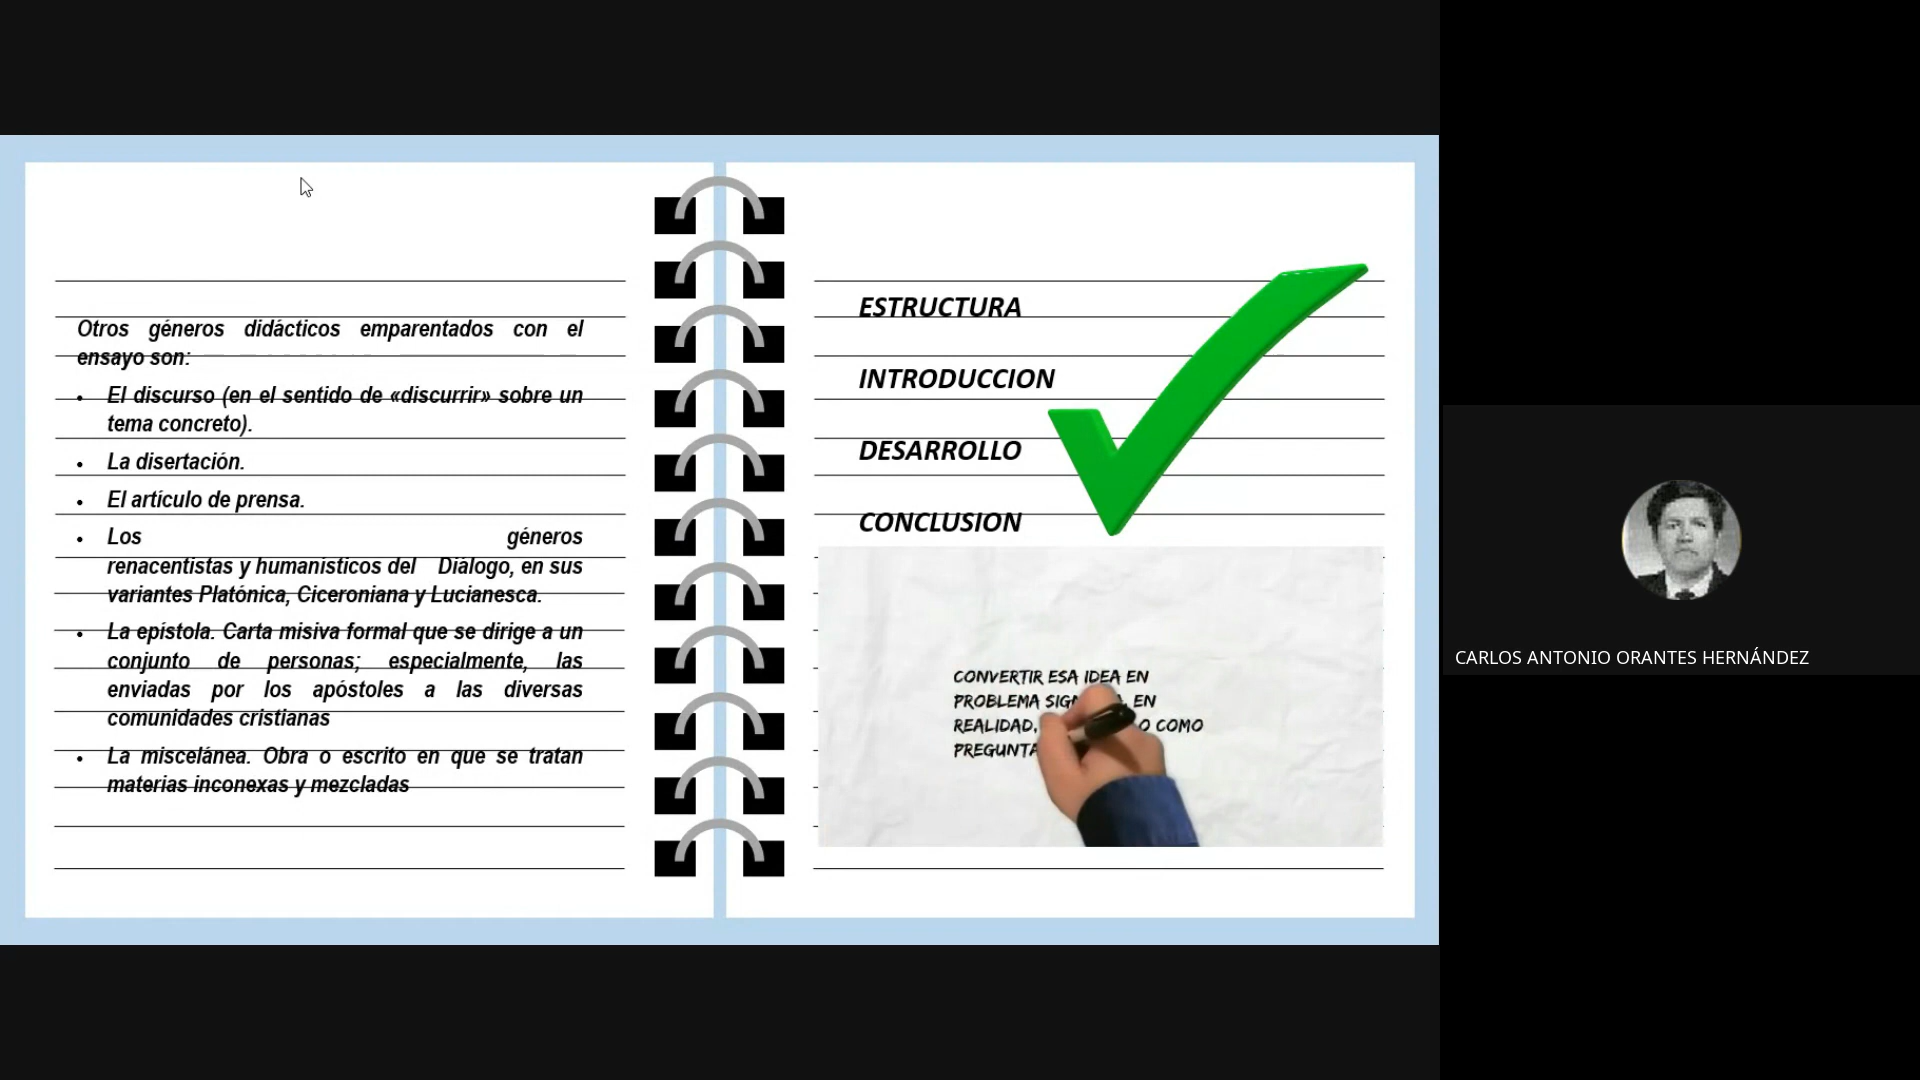 Otros géneros didácticos emparentados con el
ensayo son:
• El discurso (en el sentido de «discurrir» sobre un
tema concreto).
• La disertación.
• El artículo de prensa.
• Los géneros
renacentistas y humanísticos del Diálogo, en sus
variantes Platónica, Ciceroniana y Lucianesca.
• La epístola. Carta misiva formal que se dirige a un
conjunto de personas; especialmente, las
enviadas por los apóstoles a las diversas
comunidades cristianas
• La miscelánea. Obra o escrito en que se tratan
materias inconexas y mezcladas
ESTRUCTURA
INTRODUCCION
DESARROLLO
CONCLUSION
CONVERTIR ESA IDEA EN
PROBLEMA EN
REALIDAD, O COMO
PREGUNTA
CARLOS ANTONIO ORANTES HERNÁNDEZ